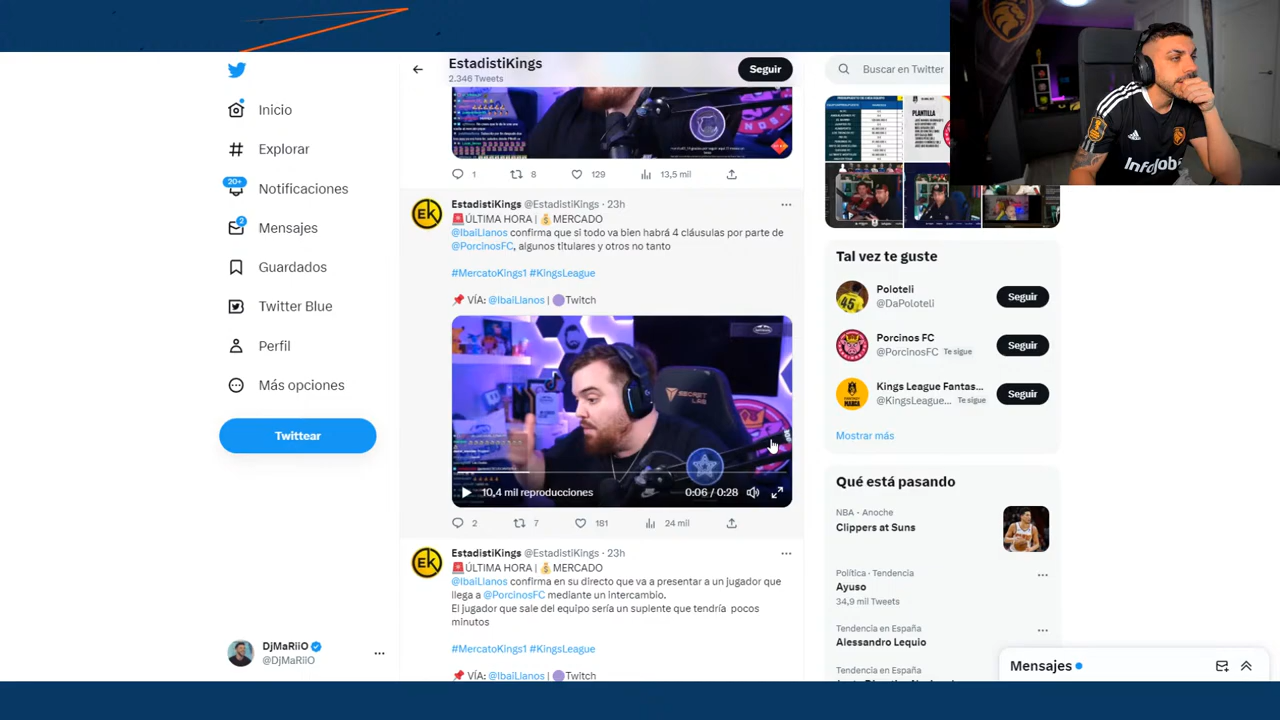 EstadistiKings
2.346 Tweets
Seguir
Buscar en Twitter
Inicio
Explorar
20+
Notificaciones
2
Mensajes
Guardados
Twitter Blue
Perfil
Más opciones
Twittear
DjMaRiiO
@DjMaRiiO
1
8
129
13,5 mil
EstadistiKings @EstadistiKings · 23h
🚨ÚLTIMA HORA | 💰MERCADO
@IbaiLlanos confirma que si todo va bien habrá 4 cláusulas por parte de
@PorcinosFC, algunos titulares y otros no tanto
#MercatoKings1 #KingsLeague
📌 VÍA: @IbaiLlanos | 🟣Twitch
SECRET
LAB
10,4 mil reproducciones
0:06 / 0:28
2
7
181
24 mil
EstadistiKings @EstadistiKings · 23h
🚨ÚLTIMA HORA | 💰MERCADO
@IbaiLlanos confirma en su directo que va a presentar a un jugador que
llega a @PorcinosFC mediante un intercambio.
El jugador que sale del equipo sería un suplente que tendría pocos
minutos
#MercatoKings1 #KingsLeague
📌 VÍA: @IbaiLlanos | 🟣Twitch
PLANTILLA
InfoJobs
Tal vez te guste
Poloteli
@DaPoloteli
Seguir
Porcinos FC
@PorcinosFC Te sigue
Seguir
Kings League Fantas...
@KingsLeague... Te sigue
Seguir
Mostrar más
Qué está pasando
NBA · Anoche
Clippers at Suns
Política · Tendencia
Ayuso
34,9 mil Tweets
Tendencia en España
Alessandro Lequio
Tendencia en España
Mensajes